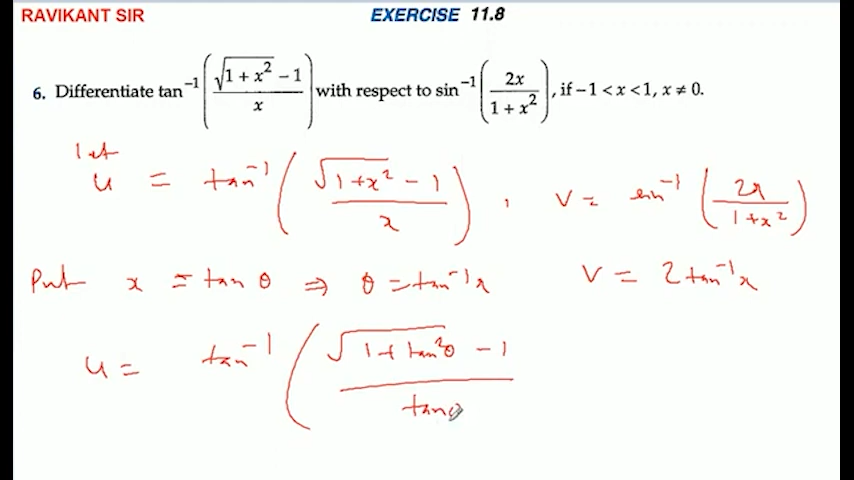 RAVIKANT SIR EXERCISE 11.8
6. Differentiate tan⁻¹((√(1 + x²) − 1)/x) with respect to sin⁻¹(2x/(1 + x²)), if −1 < x < 1, x ≠ 0.
let
u = tan⁻¹((√(1+x²) − 1)/x) , v = sin⁻¹(2x/(1+x²))
Put x = tan θ ⇒ θ = tan⁻¹x v = 2tan⁻¹x
u = tan⁻¹((√(1+tan²θ) − 1)/tanθ